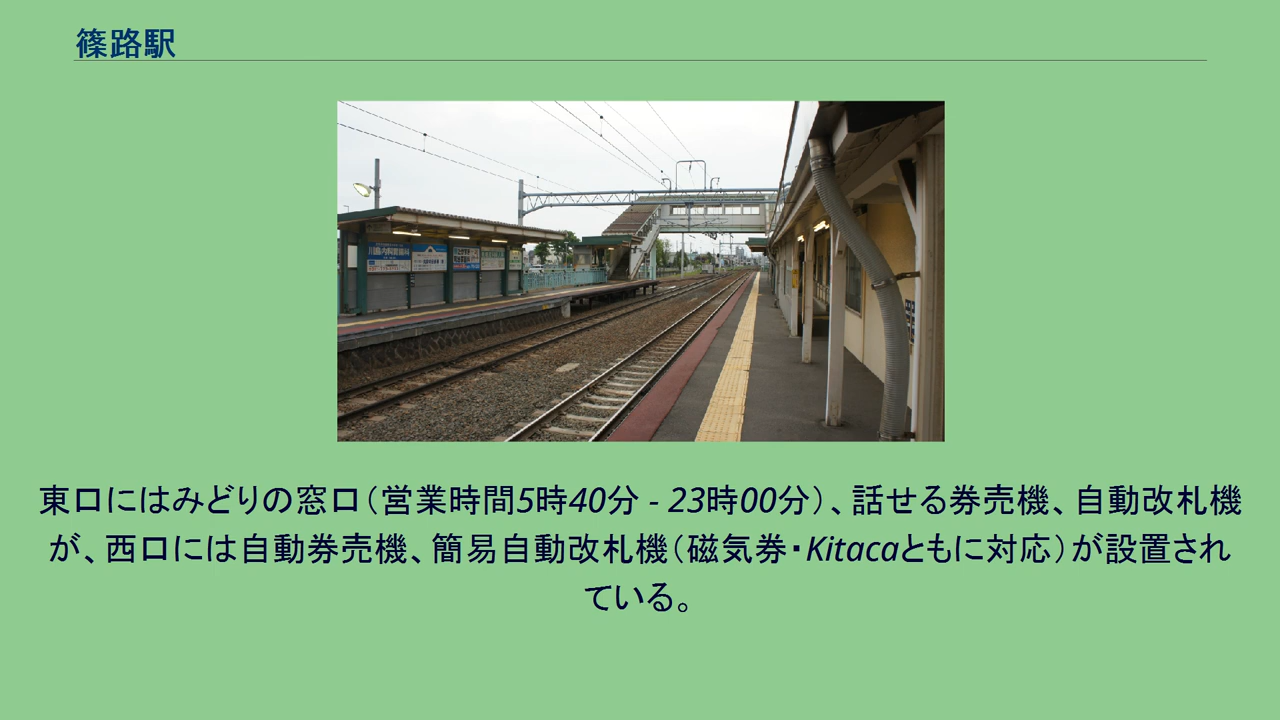 篠路駅
東口にはみどりの窓口（営業時間5時40分 - 23時00分）、話せる券売機、自動改札機
が、西口には自動券売機、簡易自動改札機（磁気券・Kitacaともに対応）が設置され
ている。